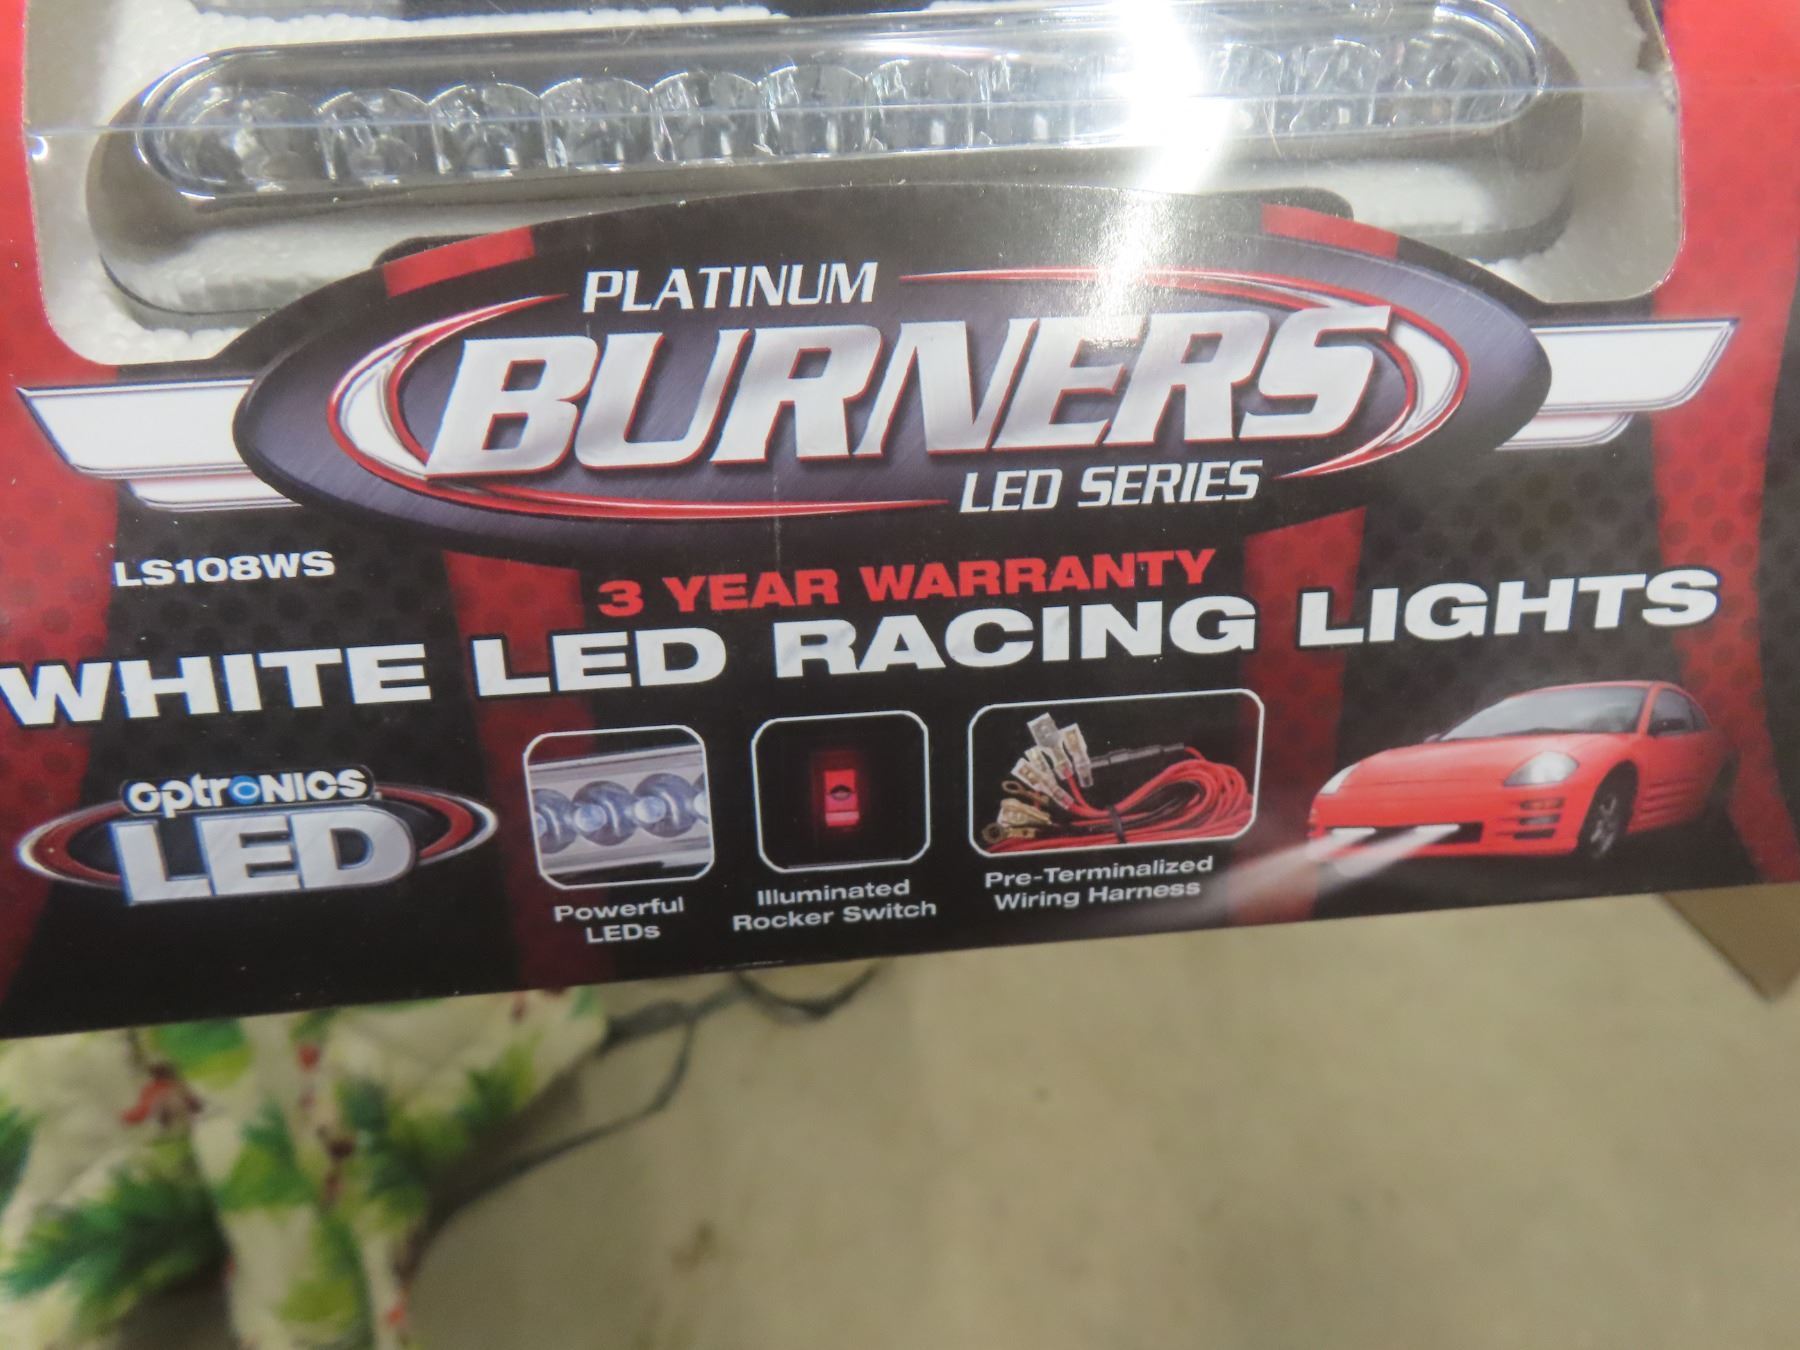 PLATINUM
BURNERS
LED SERIES
LS108WS
3 YEAR WARRANTY
WHITE LED RACING LIGHTS
optronics
LED
Powerful
LEDs
Illuminated
Rocker Switch
Pre-Terminalized
Wiring Harness